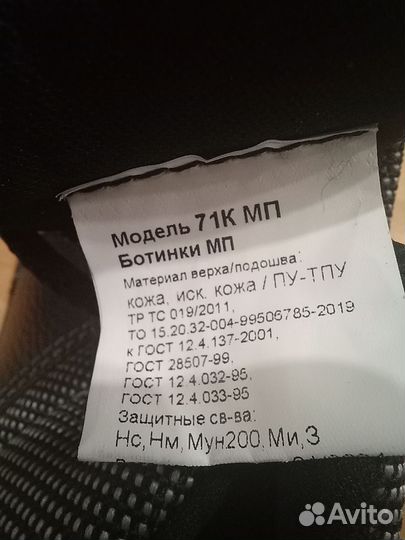 Модель 71К МП
Ботинки МП
Материал верха/подошва:
кожа, иск. кожа / ПУ-ТПУ
ТР ТС 019/2011,
ТО 15.20.32-004-99506785-2019
к ГОСТ 12.4.137-2001,
ГОСТ 28507-99,
ГОСТ 12.4.032-95,
ГОСТ 12.4.033-95
Защитные св-ва:
Нс, Нм, Мун200, Ми, З
Avito